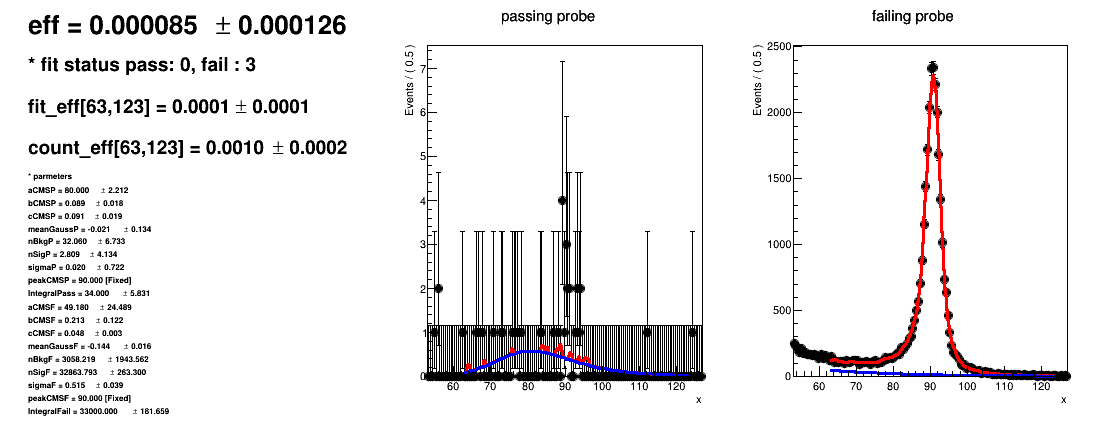 eff = 0.000085 ± 0.000126
* fit status pass: 0, fail : 3
fit_eff[63,123] = 0.0001 ± 0.0001
count_eff[63,123] = 0.0010 ± 0.0002
* parmeters
aCMSP = 80.000 ± 2.212
bCMSP = 0.089 ± 0.018
cCMSP = 0.091 ± 0.019
meanGaussP = -0.021 ± 0.134
nBkgP = 32.060 ± 6.733
nSigP = 2.809 ± 4.134
sigmaP = 0.020 ± 0.722
peakCMSP = 90.000 [Fixed]
IntegralPass = 34.000 ± 5.831
aCMSF = 49.180 ± 24.489
bCMSF = 0.213 ± 0.122
cCMSF = 0.048 ± 0.003
meanGaussF = -0.144 ± 0.016
nBkgF = 3058.219 ± 1943.562
nSigF = 32863.793 ± 263.300
sigmaF = 0.515 ± 0.039
peakCMSF = 90.000 [Fixed]
IntegralFail = 33000.000 ± 181.659
passing probe
Events / ( 0.5 )
7
6
5
4
3
2
1
0
60 70 80 90 100 110 120
x
failing probe
Events / ( 0.5 )
2500
2000
1500
1000
500
0
60 70 80 90 100 110 120
x